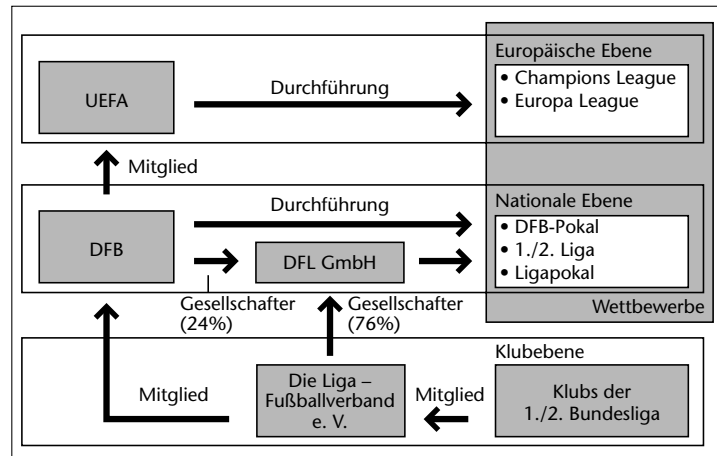 Europäische Ebene
UEFA
Durchführung
• Champions League
• Europa League
Mitglied
Nationale Ebene
DFB
Durchführung
DFL GmbH
• DFB-Pokal
• 1./2. Liga
• Ligapokal
Gesellschafter
(24%)
Gesellschafter
(76%)
Wettbewerbe
Klubebene
Mitglied
Die Liga –
Fußballverband
e. V.
Mitglied
Klubs der
1./2. Bundesliga